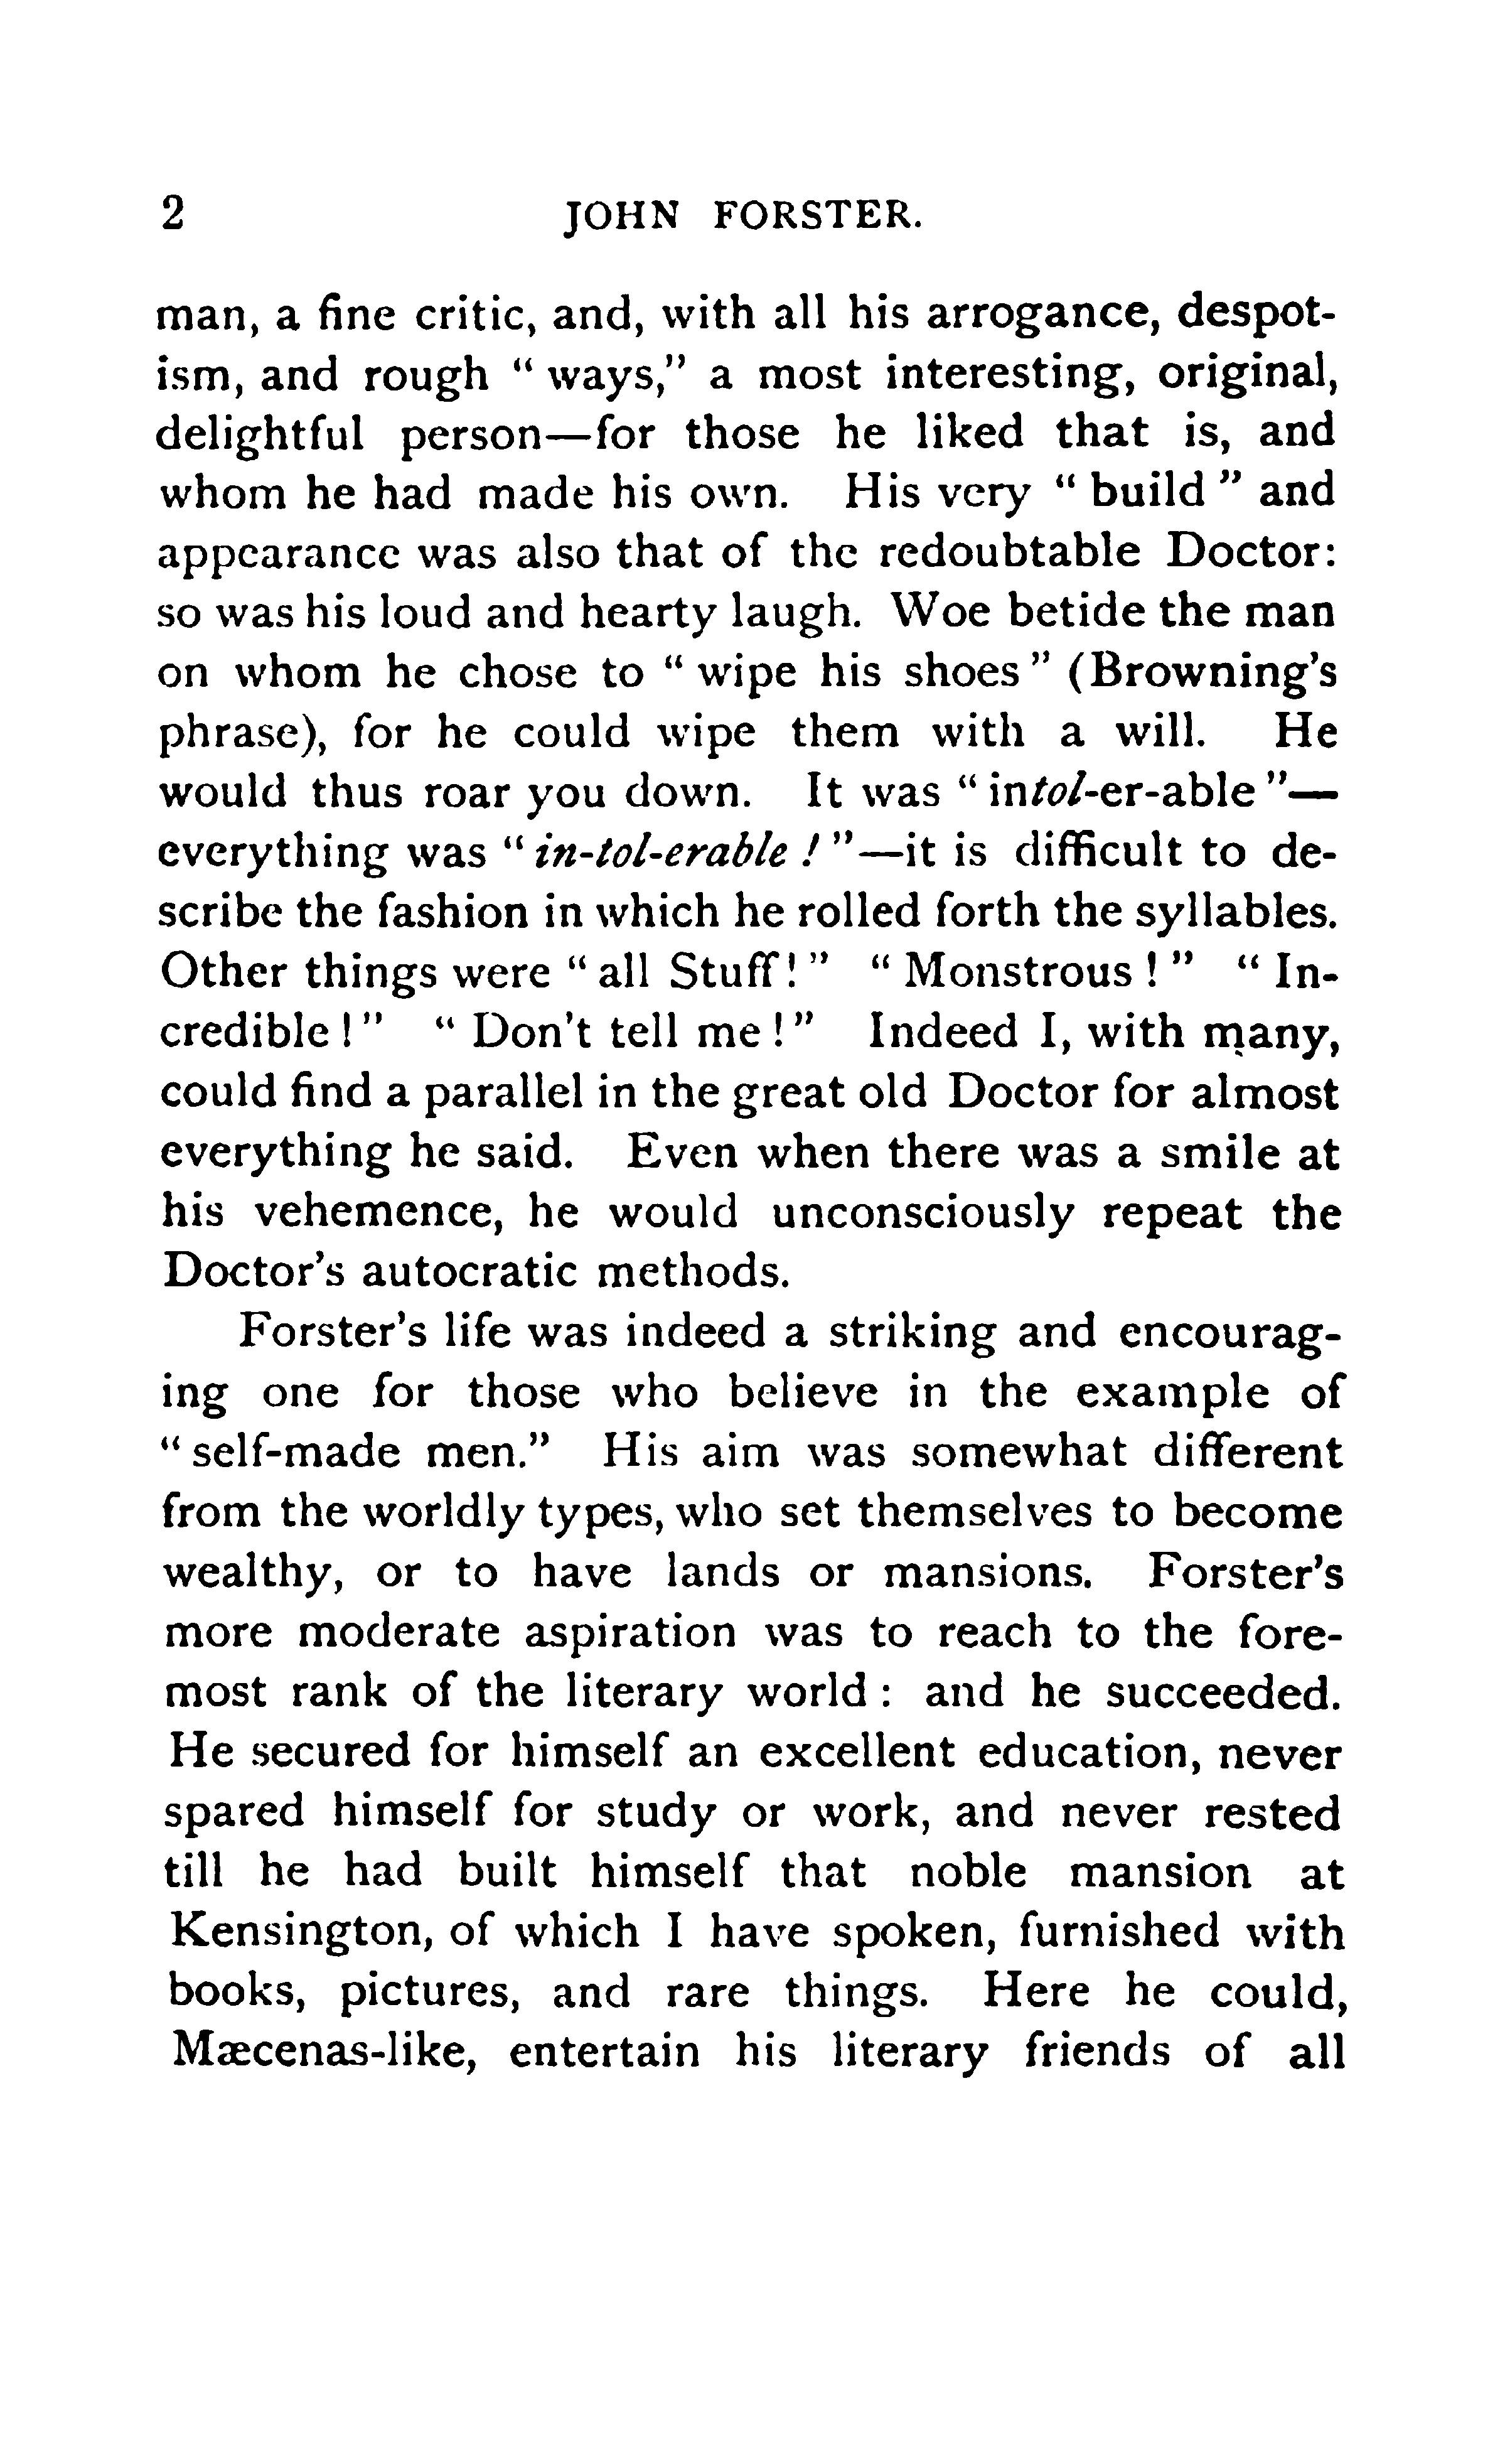 2 JOHN FORSTER.
man, a fine critic, and, with all his arrogance, despot-
ism, and rough “ ways,” a most interesting, original,
delightful person—for those he liked that is, and
whom he had made his own. His very “ build ” and
appearance was also that of the redoubtable Doctor:
so was his loud and hearty laugh. Woe betide the man
on whom he chose to “ wipe his shoes ” (Browning’s
phrase), for he could wipe them with a will. He
would thus roar you down. It was “ intol-er-able ”—
everything was “ in-tol-erable ! ”—it is difficult to de-
scribe the fashion in which he rolled forth the syllables.
Other things were “ all Stuff! ” “ Monstrous ! ” “ In-
credible ! ” “ Don’t tell me ! ” Indeed I, with many,
could find a parallel in the great old Doctor for almost
everything he said. Even when there was a smile at
his vehemence, he would unconsciously repeat the
Doctor’s autocratic methods.
Forster’s life was indeed a striking and encourag-
ing one for those who believe in the example of
“ self-made men.” His aim was somewhat different
from the worldly types, who set themselves to become
wealthy, or to have lands or mansions. Forster’s
more moderate aspiration was to reach to the fore-
most rank of the literary world : and he succeeded.
He secured for himself an excellent education, never
spared himself for study or work, and never rested
till he had built himself that noble mansion at
Kensington, of which I have spoken, furnished with
books, pictures, and rare things. Here he could,
Mæcenas-like, entertain his literary friends of all